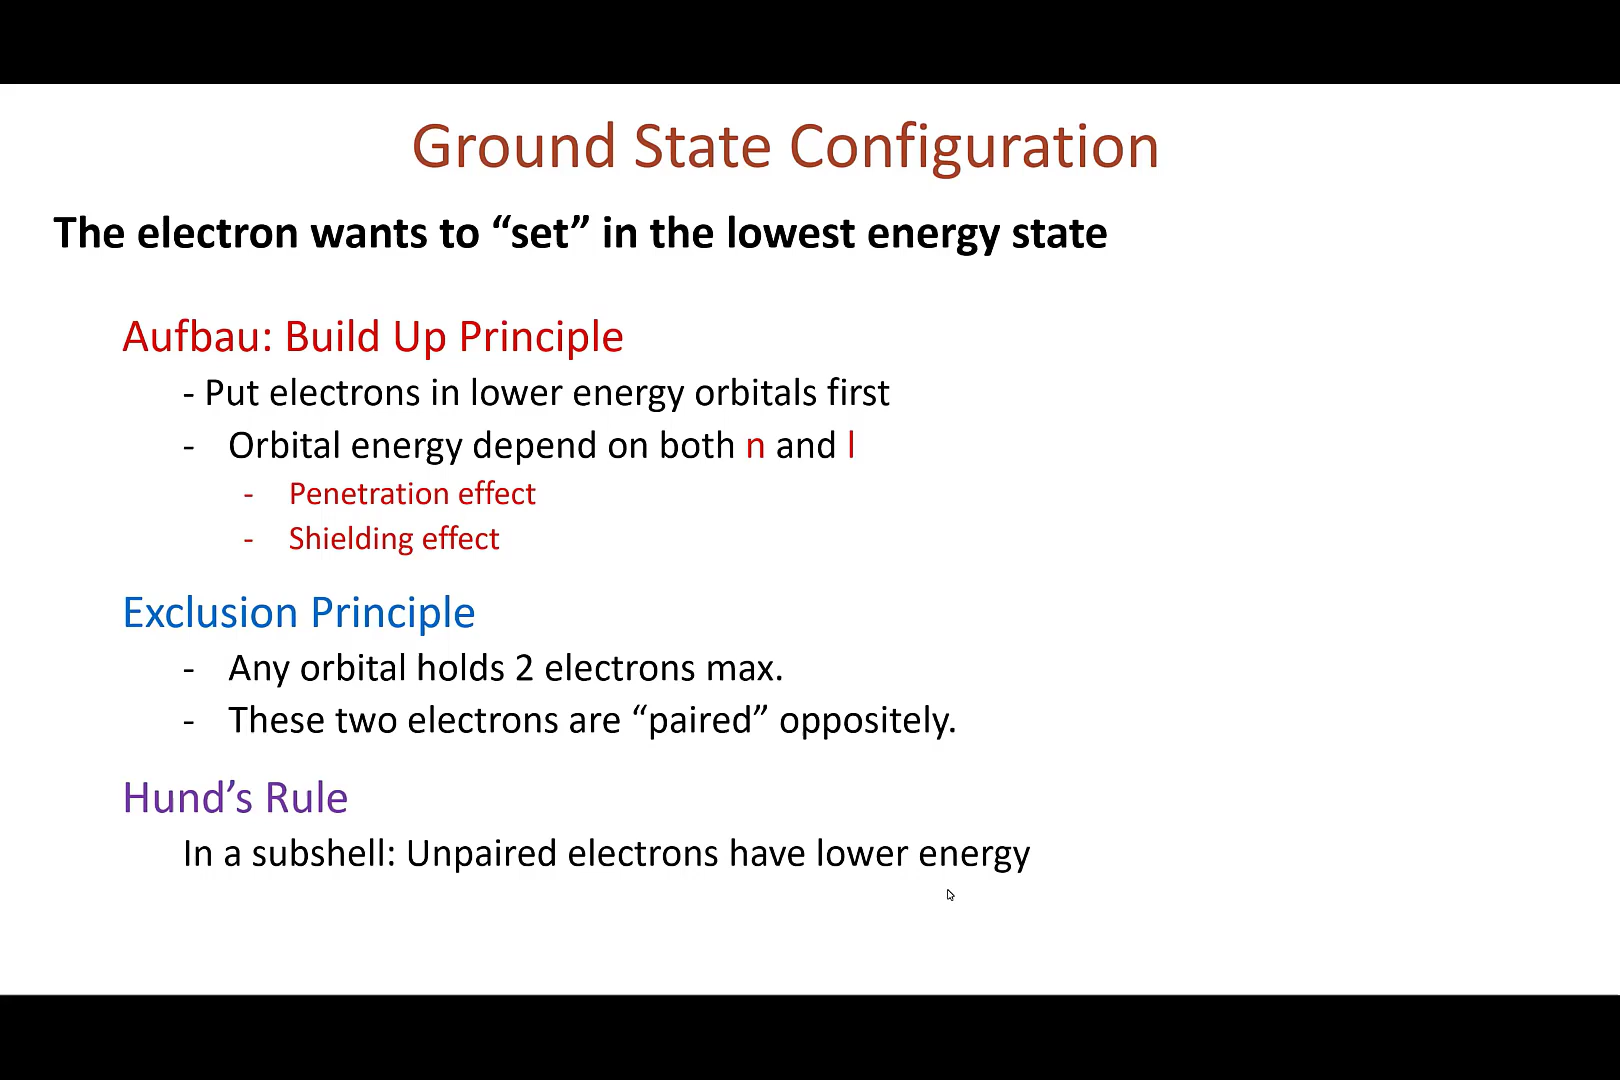 Ground State Configuration
The electron wants to “set” in the lowest energy state
Aufbau: Build Up Principle
- Put electrons in lower energy orbitals first
- Orbital energy depend on both n and l
- Penetration effect
- Shielding effect
Exclusion Principle
- Any orbital holds 2 electrons max.
- These two electrons are “paired” oppositely.
Hund’s Rule
In a subshell: Unpaired electrons have lower energy